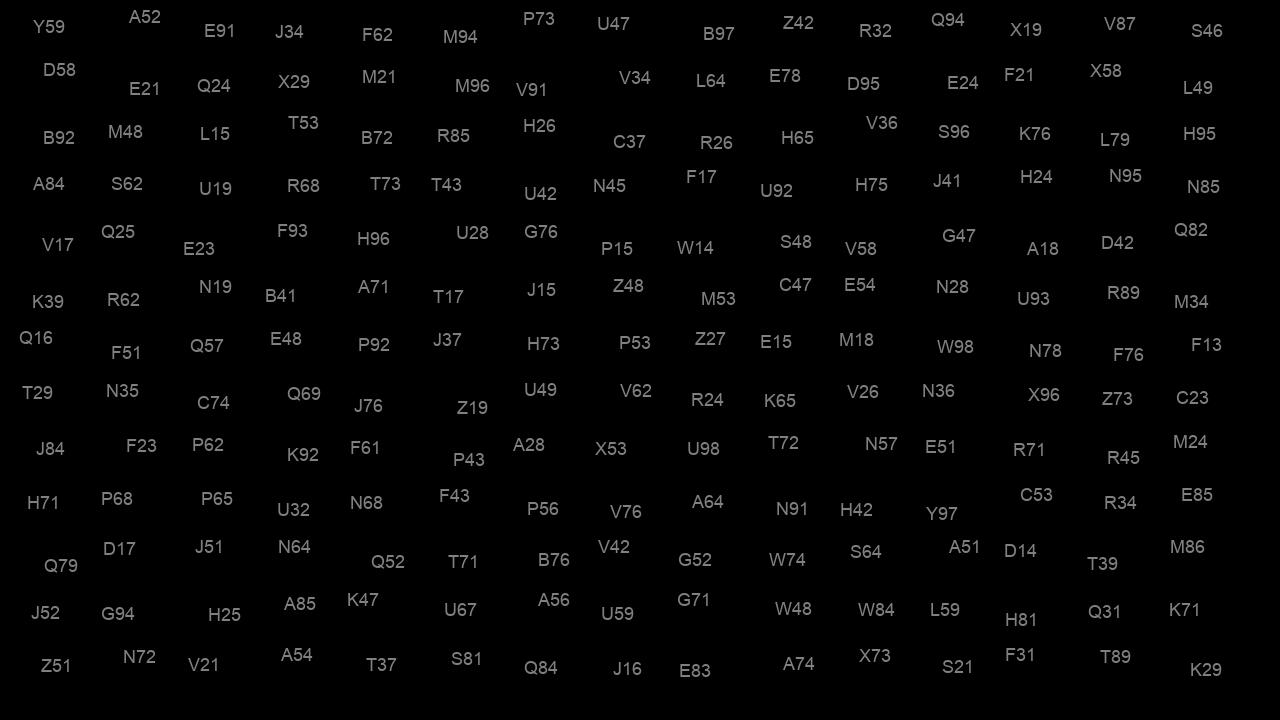 Y59 A52 E91 J34 F62 M94 P73 U47 B97 Z42 R32 Q94 X19 V87 S46
D58 E21 Q24 X29 M21 M96 V91 V34 L64 E78 D95 E24 F21 X58 L49
B92 M48 L15 T53 B72 R85 H26 C37 R26 H65 V36 S96 K76 L79 H95
A84 S62 U19 R68 T73 T43 U42 N45 F17 U92 H75 J41 H24 N95 N85
V17 Q25 E23 F93 H96 U28 G76 P15 W14 S48 V58 G47 A18 D42 Q82
K39 R62 N19 B41 A71 T17 J15 Z48 M53 C47 E54 N28 U93 R89 M34
Q16 F51 Q57 E48 P92 J37 H73 P53 Z27 E15 M18 W98 N78 F76 F13
T29 N35 C74 Q69 J76 Z19 U49 V62 R24 K65 V26 N36 X96 Z73 C23
J84 F23 P62 K92 F61 P43 A28 X53 U98 T72 N57 E51 R71 R45 M24
H71 P68 P65 U32 N68 F43 P56 V76 A64 N91 H42 Y97 C53 R34 E85
Q79 D17 J51 N64 Q52 T71 B76 V42 G52 W74 S64 A51 D14 T39 M86
J52 G94 H25 A85 K47 U67 A56 U59 G71 W48 W84 L59 H81 Q31 K71
Z51 N72 V21 A54 T37 S81 Q84 J16 E83 A74 X73 S21 F31 T89 K29